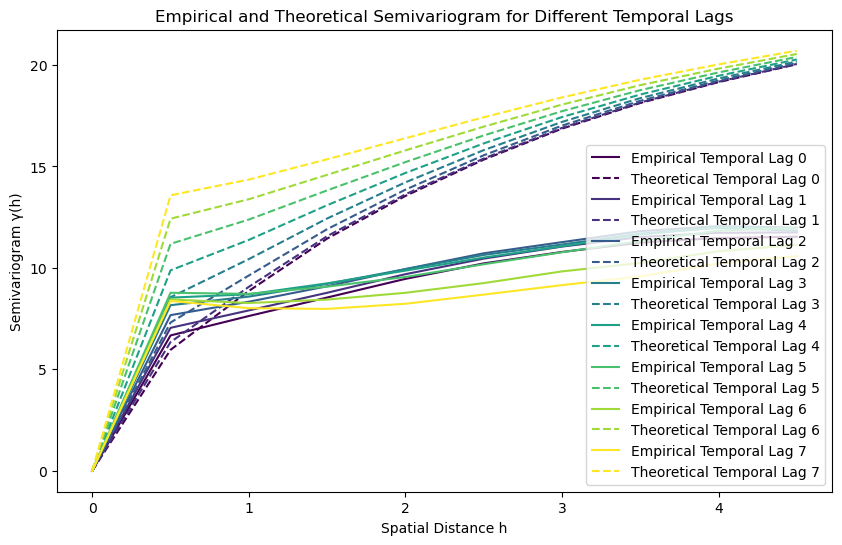 Empirical and Theoretical Semivariogram for Different Temporal Lags
Semivariogram γ(h)
20
15
10
5
0
0
1
2
3
4
Spatial Distance h
Empirical Temporal Lag 0
Theoretical Temporal Lag 0
Empirical Temporal Lag 1
Theoretical Temporal Lag 1
Empirical Temporal Lag 2
Theoretical Temporal Lag 2
Empirical Temporal Lag 3
Theoretical Temporal Lag 3
Empirical Temporal Lag 4
Theoretical Temporal Lag 4
Empirical Temporal Lag 5
Theoretical Temporal Lag 5
Empirical Temporal Lag 6
Theoretical Temporal Lag 6
Empirical Temporal Lag 7
Theoretical Temporal Lag 7